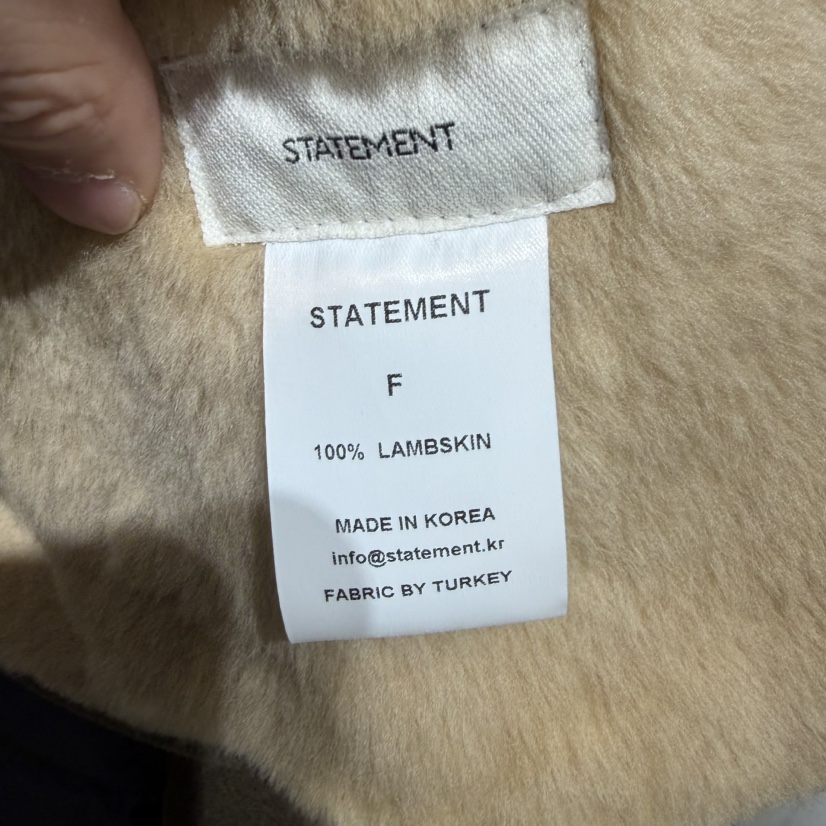 STATEMENT
STATEMENT
F
100% LAMBSKIN
MADE IN KOREA
info@statement.kr
FABRIC BY TURKEY